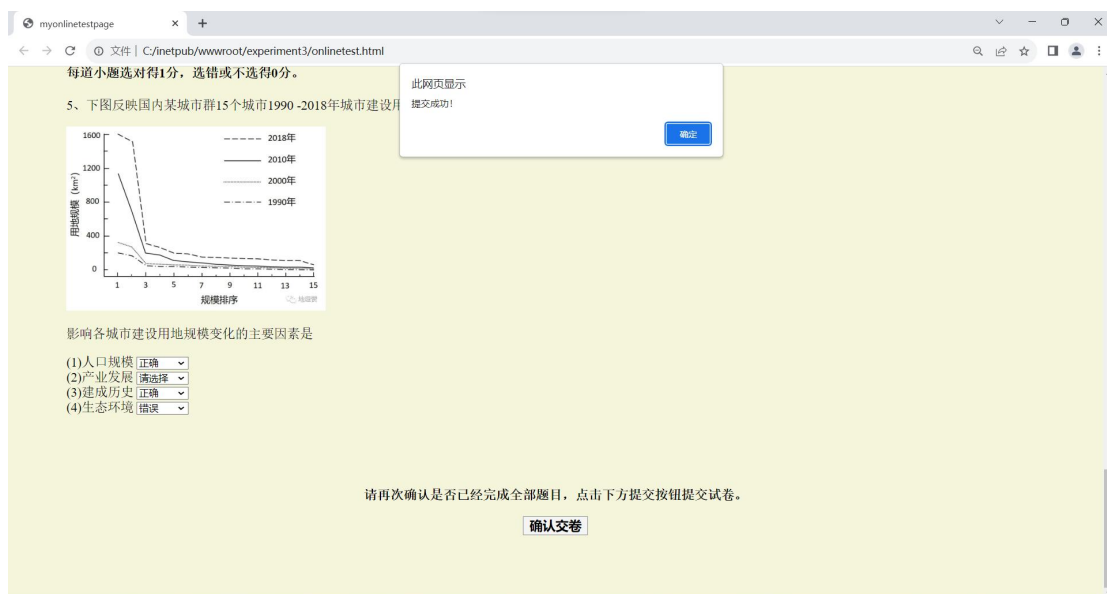 myonlinetestpage
文件 C:/inetpub/wwwroot/experiment3/onlinetest.html
每道小题选对得1分，选错或不选得0分。
此网页显示
提交成功！
确定
5、下图反映国内某城市群15个城市1990 -2018年城市建设用
用地规模（km²）
1600
1200
800
400
0
2018年
2010年
2000年
1990年
1 3 5 7 9 11 13 15
规模排序
影响各城市建设用地规模变化的主要因素是
(1)人口规模 正确
(2)产业发展 请选择
(3)建成历史 正确
(4)生态环境 错误
请再次确认是否已经完成全部题目，点击下方提交按钮提交试卷。
确认交卷